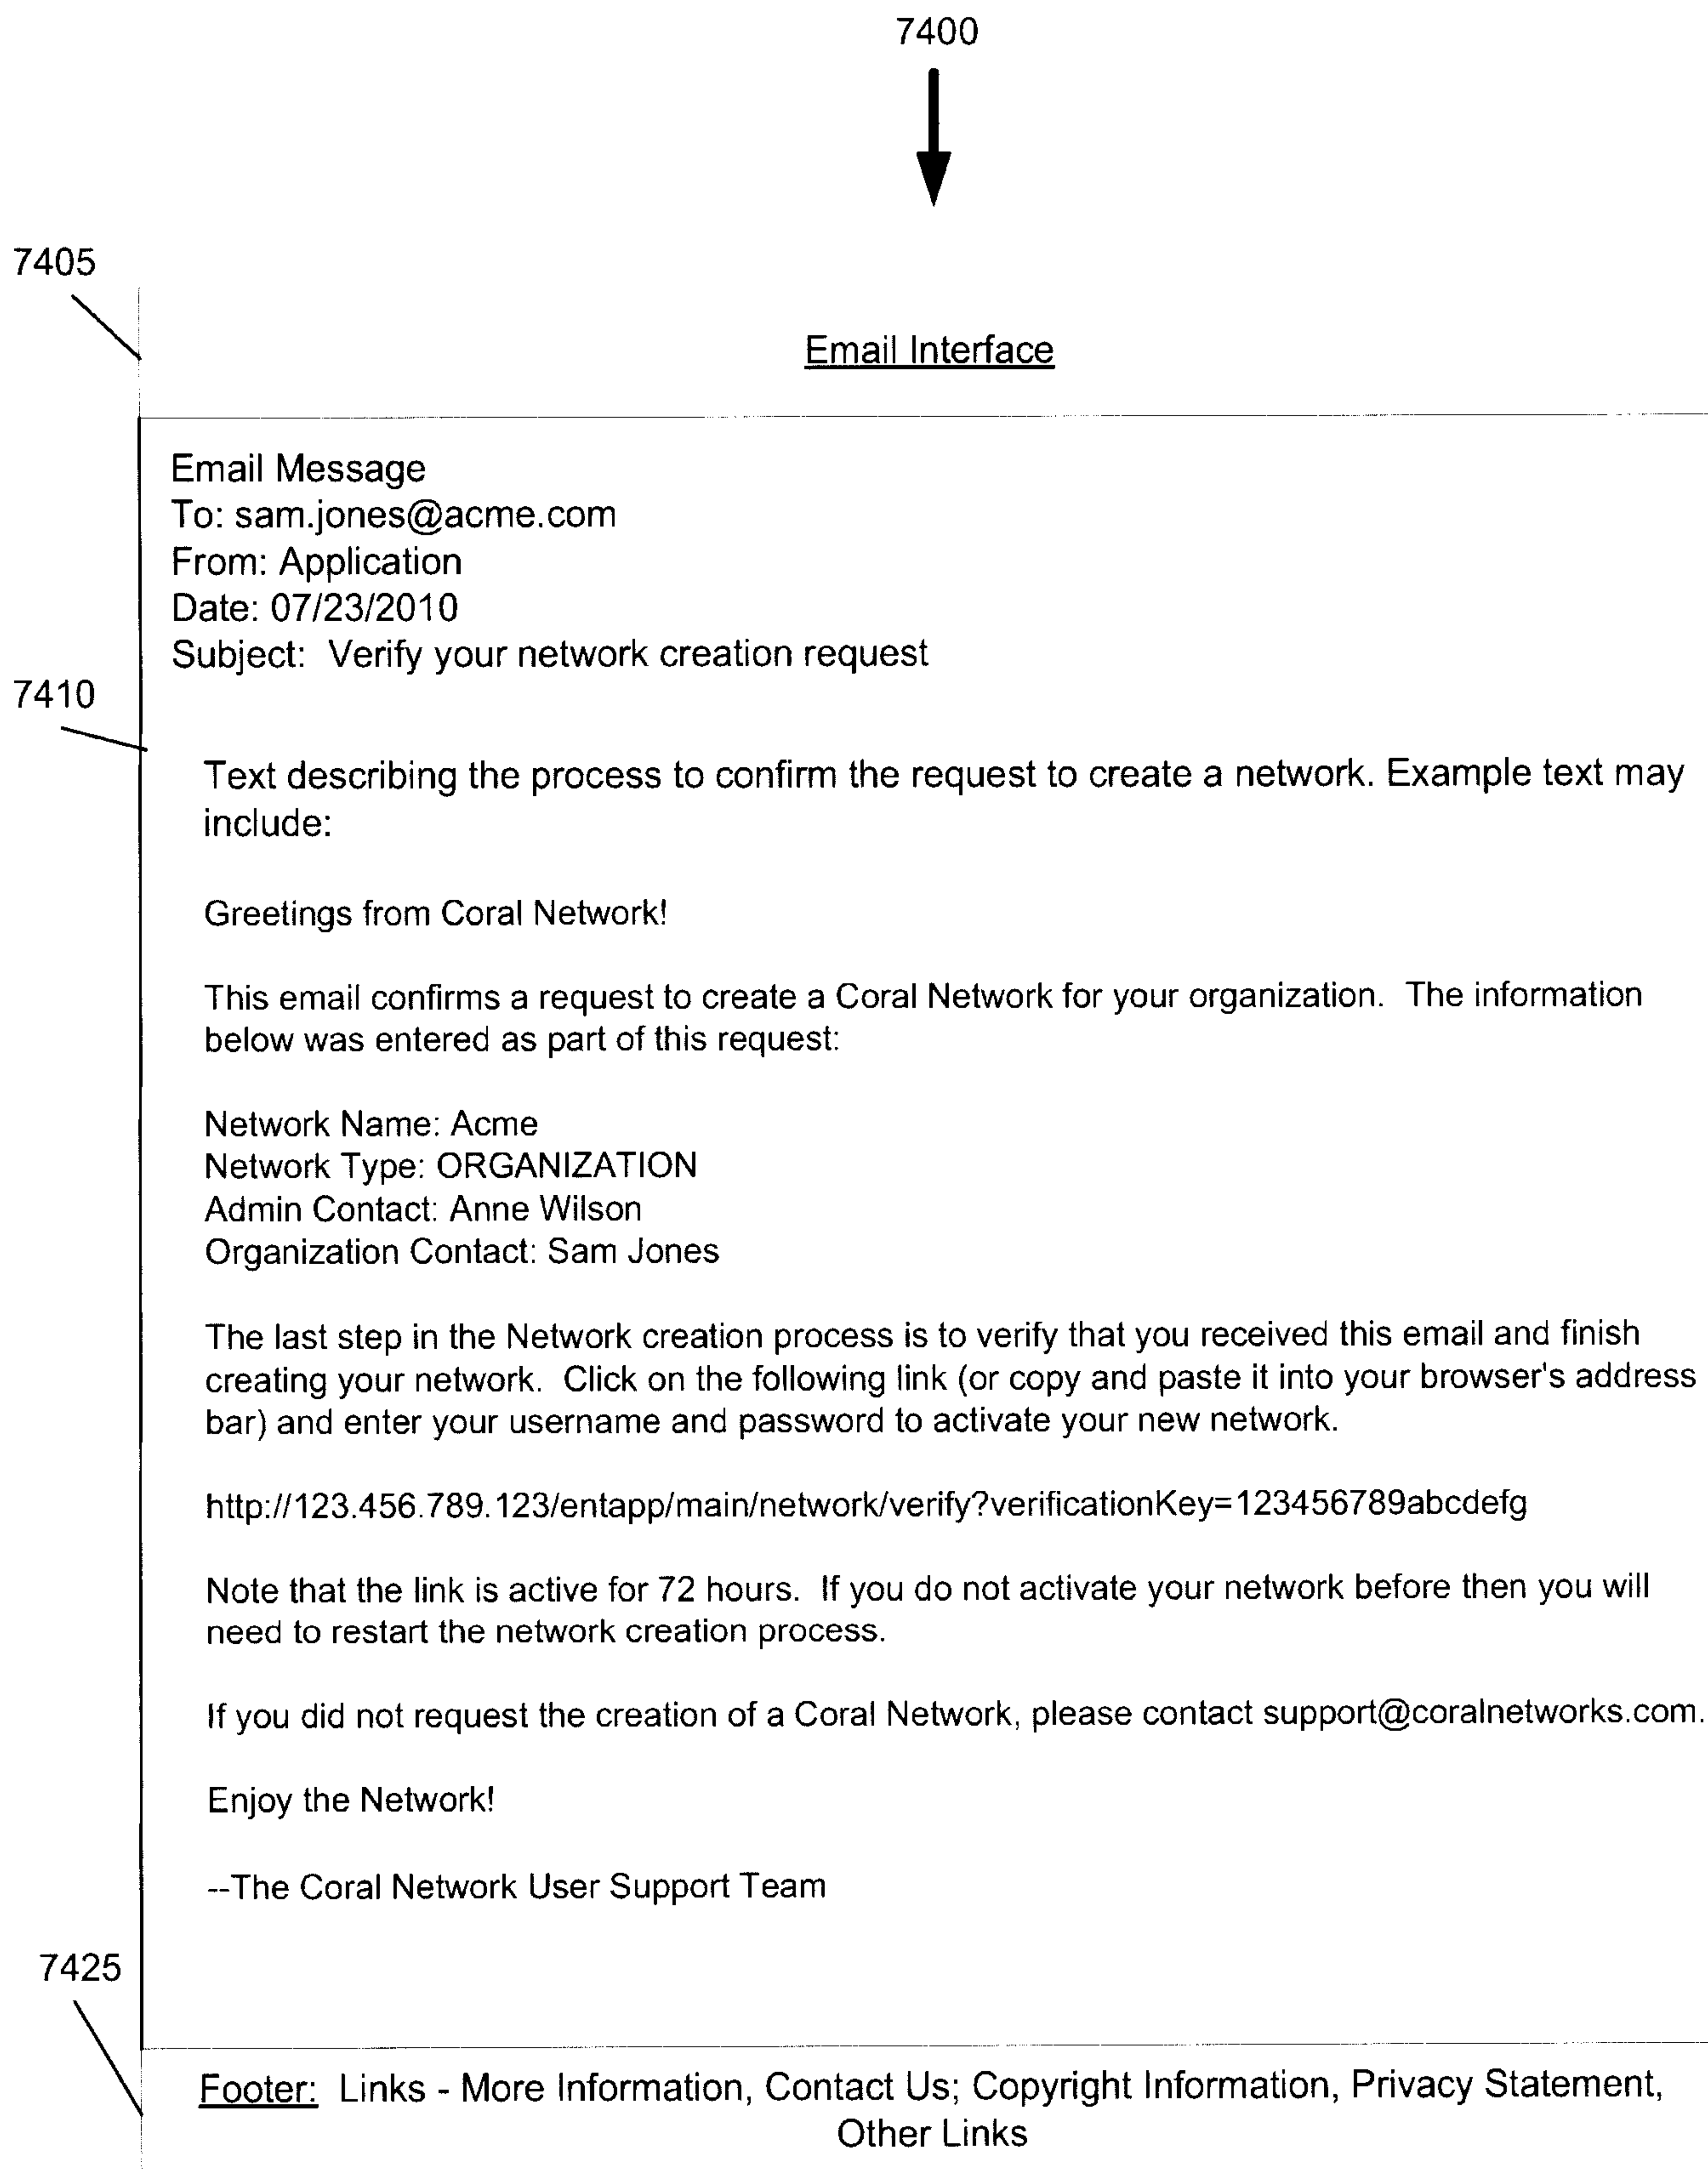 7400
7405
Email Interface
Email Message
To: sam.jones@acme.com
From: Application
Date: 07/23/2010
Subject:  Verify your network creation request
7410
Text describing the process to confirm the request to create a network. Example text may
include:
Greetings from Coral Network!
This email confirms a request to create a Coral Network for your organization.  The information
below was entered as part of this request:
Network Name: Acme
Network Type: ORGANIZATION
Admin Contact: Anne Wilson
Organization Contact: Sam Jones
The last step in the Network creation process is to verify that you received this email and finish
creating your network.  Click on the following link (or copy and paste it into your browser's address
bar) and enter your username and password to activate your new network.
http://123.456.789.123/entapp/main/network/verify?verificationKey=123456789abcdefg
Note that the link is active for 72 hours.  If you do not activate your network before then you will
need to restart the network creation process.
If you did not request the creation of a Coral Network, please contact support@coralnetworks.com.
Enjoy the Network!
--The Coral Network User Support Team
7425
Footer:  Links - More Information, Contact Us; Copyright Information, Privacy Statement,
Other Links